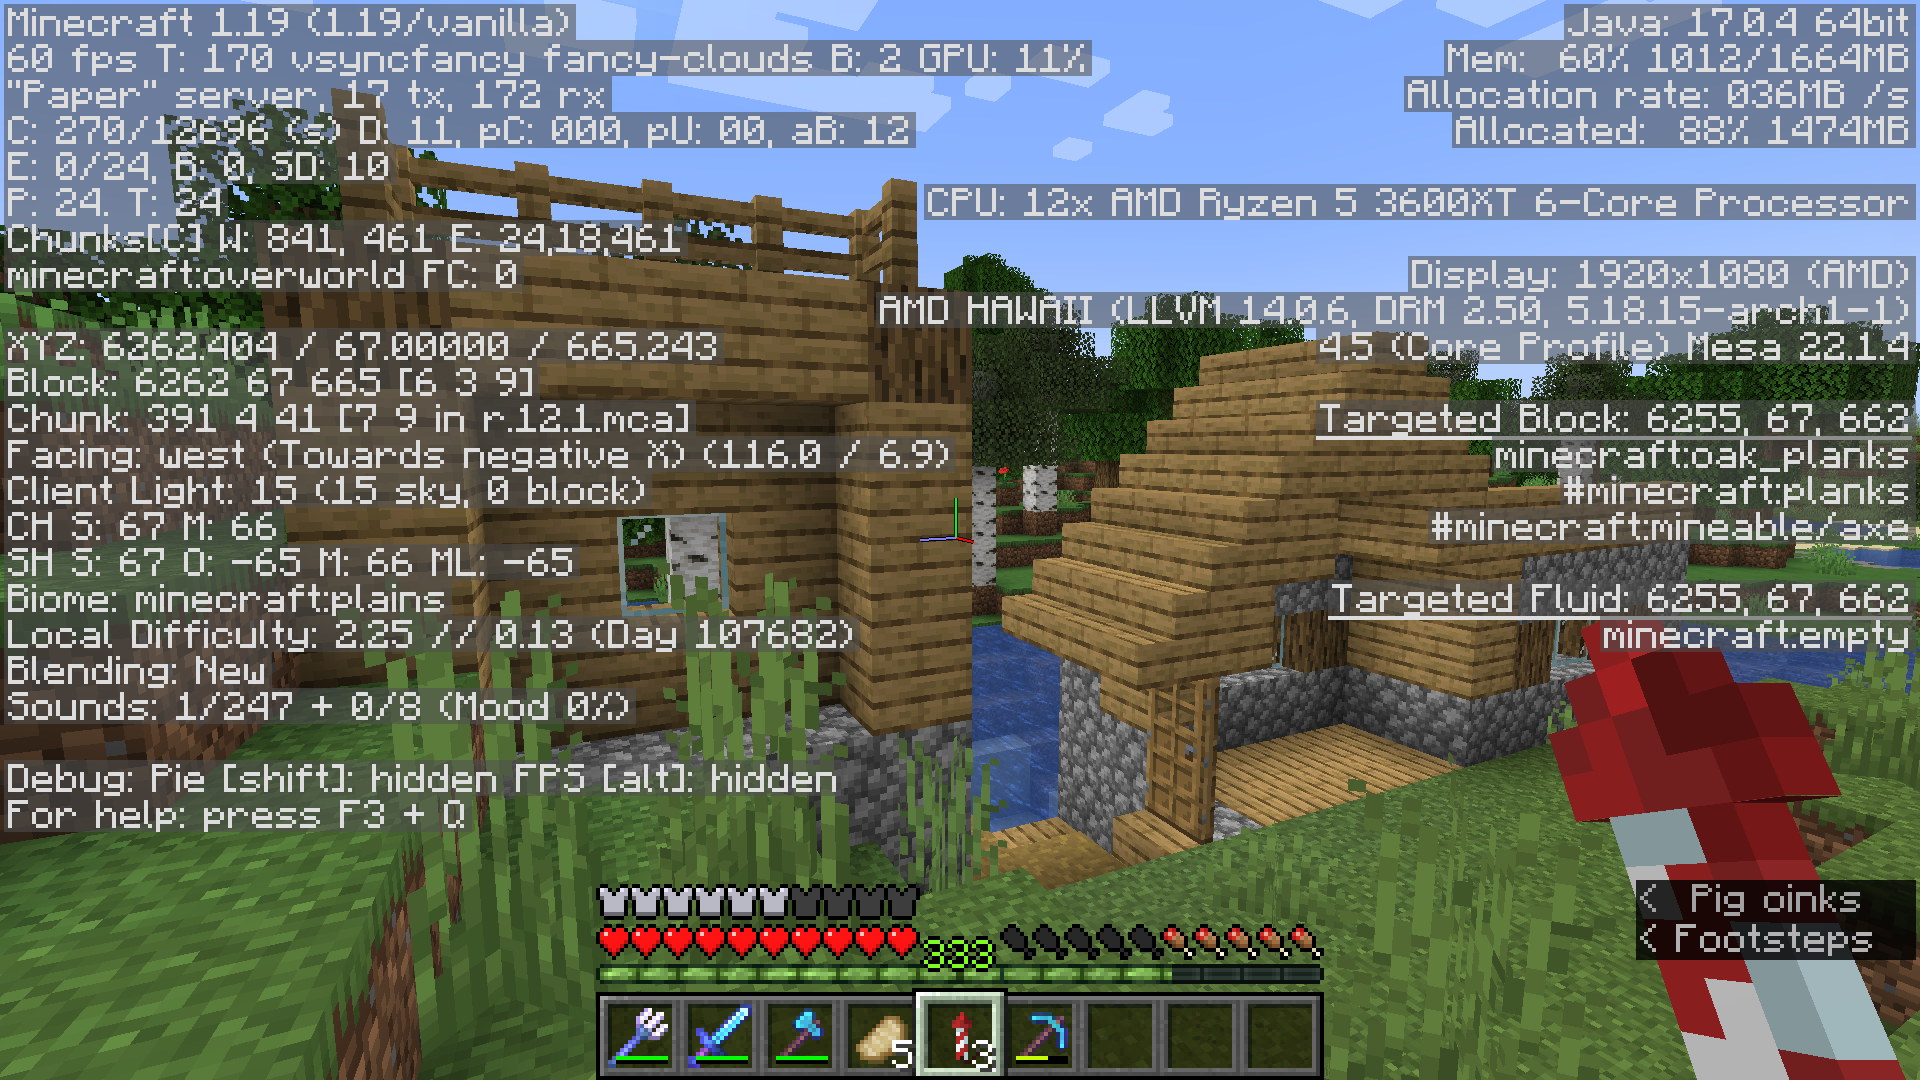 Minecraft 1.19 (1.19/vanilla)
60 fps T: 170 vsyncfancy fancy-clouds B: 2 GPU: 11%
"Paper" server, 17 tx, 172 rx
C: 270/12696 (s) D: 11, pC: 000, pU: 00, aB: 12
E: 0/24, B: 0, SD: 10
P: 24. T: 24
Chunks[C] W: 841, 461 E: 24,18,461
minecraft:overworld FC: 0
XYZ: 6262.404 / 67.00000 / 665.243
Block: 6262 67 665 [6 3 9]
Chunk: 391 4 41 [7 9 in r.12.1.mca]
Facing: west (Towards negative X) (116.0 / 6.9)
Client Light: 15 (15 sky, 0 block)
CH S: 67 M: 66
SH S: 67 O: -65 M: 66 ML: -65
Biome: minecraft:plains
Local Difficulty: 2.25 // 0.13 (Day 107682)
Blending: New
Sounds: 1/247 + 0/8 (Mood 0%)
Debug: Pie [shift]: hidden FPS [alt]: hidden
For help: press F3 + Q
Java: 17.0.4 64bit
Mem: 60% 1012/1664MB
Allocation rate: 036MB /s
Allocated: 88% 1474MB
CPU: 12x AMD Ryzen 5 3600XT 6-Core Processor
Display: 1920x1080 (AMD)
AMD HAWAII (LLVM 14.0.6, DRM 2.50, 5.18.15-arch1-1)
4.5 (Core Profile) Mesa 22.1.4
Targeted Block: 6255, 67, 662
minecraft:oak_planks
#minecraft:planks
#minecraft:mineable/axe
Targeted Fluid: 6255, 67, 662
minecraft:empty
< Pig oinks
< Footsteps
333
5
3